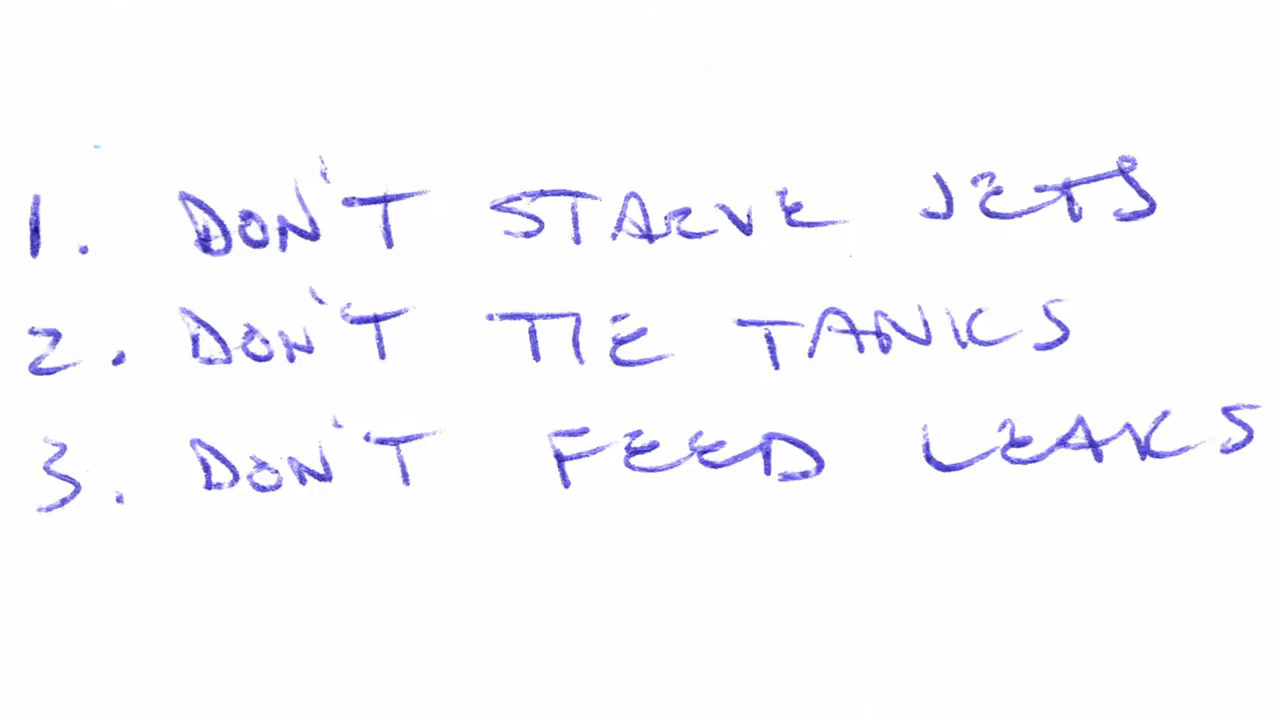 1. DON'T STARVE JETS
2. DON'T TIE TANKS
3. DON'T FEED LEAKS